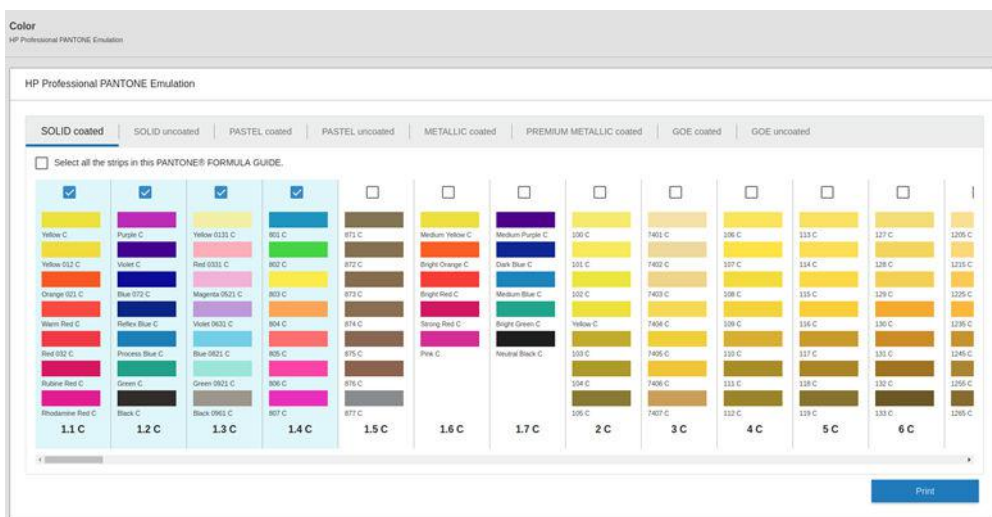 Color
HP Professional PANTONE Emulation
HP Professional PANTONE Emulation
SOLID coated SOLID uncoated PASTEL coated PASTEL uncoated METALLIC coated PREMIUM METALLIC coated GOE coated GOE uncoated
Select all the strips in this PANTONE® FORMULA GUIDE.
Yellow C Purple C Yellow 0131 C 801 C 871 C Medium Yellow C Medium Purple C 100 C 7401 C 106 C 113 C 127 C 1205 C
Yellow 012 C Violet C Red 0331 C 802 C 872 C Bright Orange C Dark Blue C 101 C 7402 C 107 C 114 C 128 C 1215 C
Orange 021 C Blue 072 C Magenta 0521 C 803 C 873 C Bright Red C Medium Blue C 102 C 7403 C 108 C 115 C 129 C 1225 C
Warm Red C Reflex Blue C Violet 0631 C 804 C 874 C Strong Red C Bright Green C Yellow C 7404 C 109 C 116 C 130 C 1235 C
Red 032 C Process Blue C Blue 0821 C 805 C 875 C Pink C Neutral Black C 103 C 7405 C 110 C 117 C 131 C 1245 C
Rubine Red C Green C Green 0921 C 806 C 876 C 104 C 7406 C 111 C 118 C 132 C 1255 C
Rhodamine Red C Black C Black 0961 C 807 C 877 C 105 C 7407 C 112 C 119 C 133 C 1265 C
1.1 C 1.2 C 1.3 C 1.4 C 1.5 C 1.6 C 1.7 C 2 C 3 C 4 C 5 C 6 C
Print